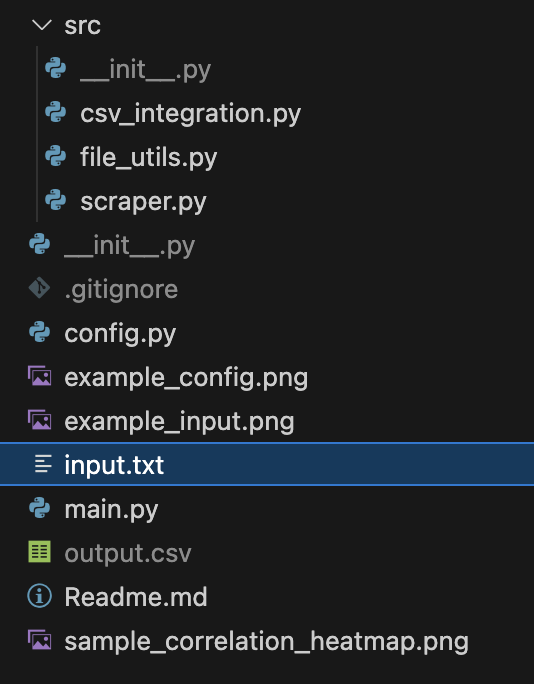 src
__init__.py
csv_integration.py
file_utils.py
scraper.py
__init__.py
.gitignore
config.py
example_config.png
example_input.png
input.txt
main.py
output.csv
Readme.md
sample_correlation_heatmap.png